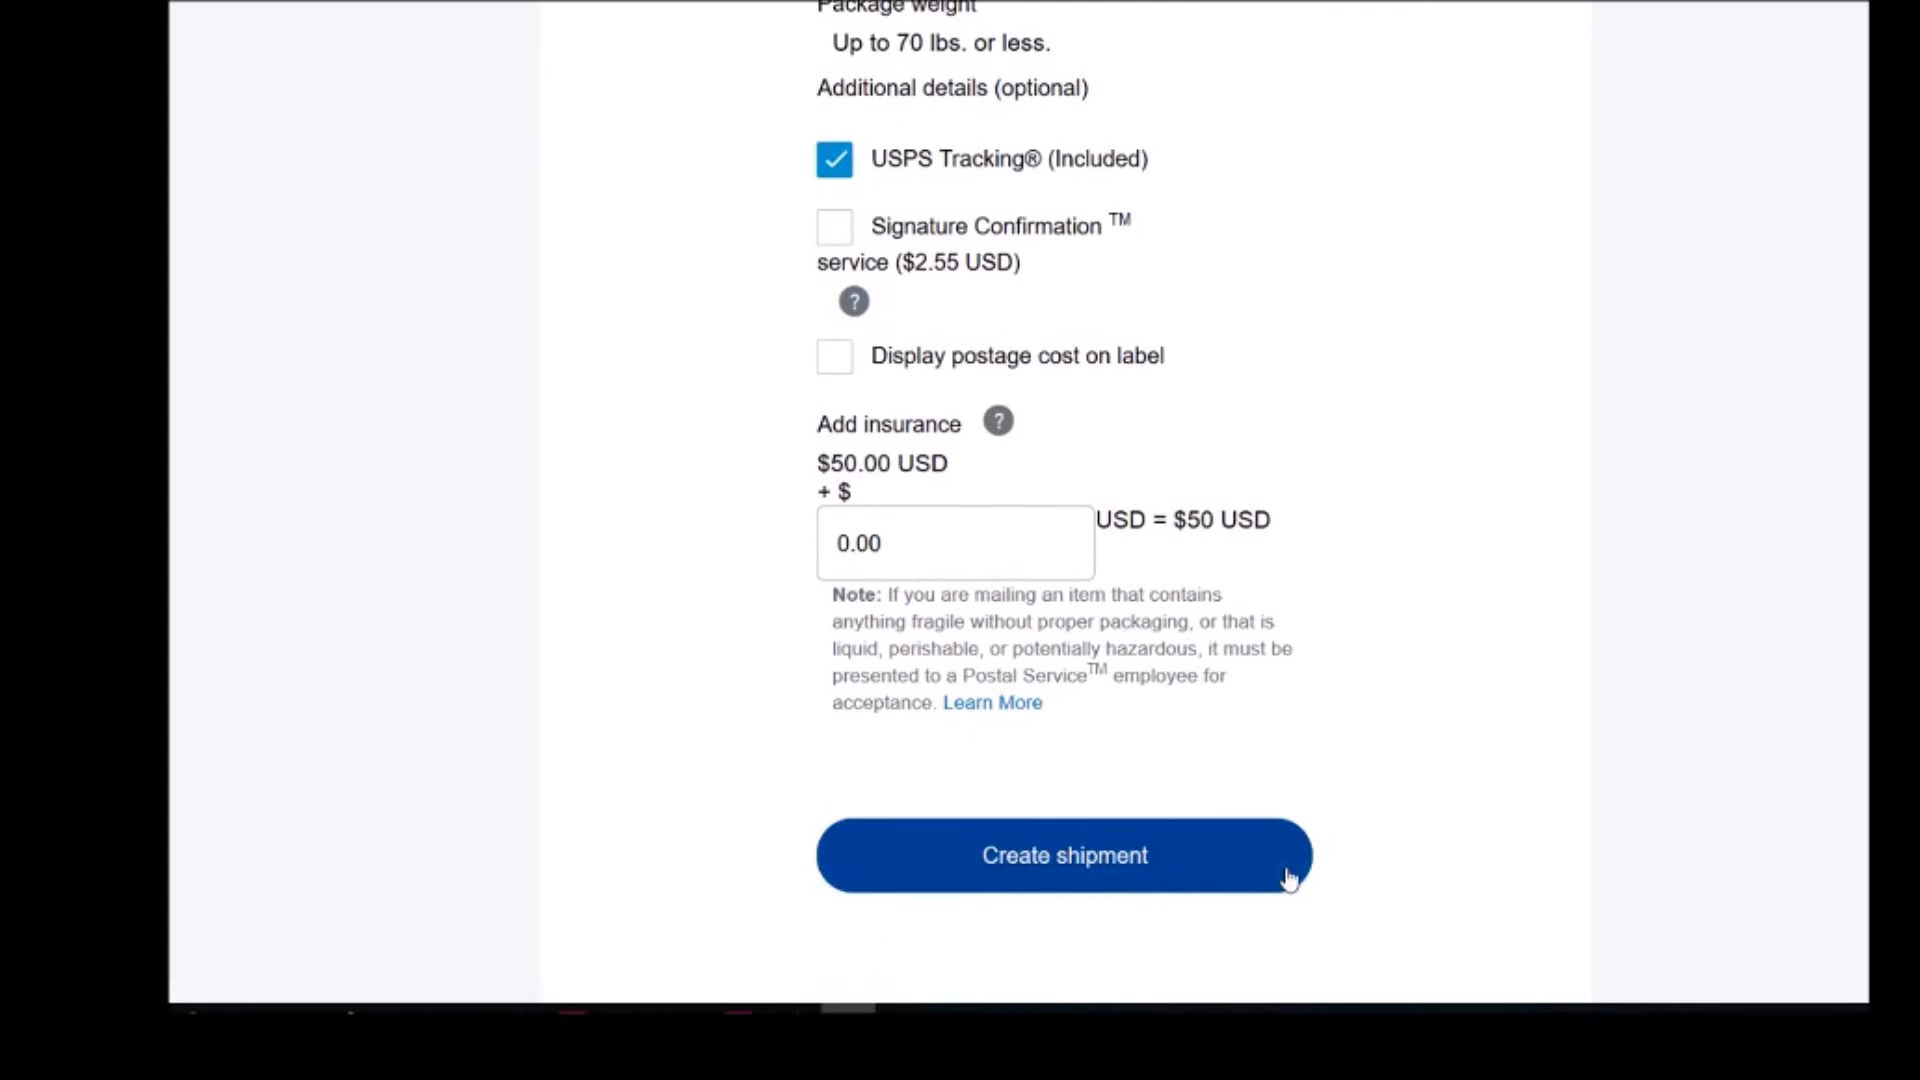 Package weight
Up to 70 lbs. or less.
Additional details (optional)
USPS Tracking® (Included)
Signature Confirmation TM
service ($2.55 USD)
?
Display postage cost on label
Add insurance ?
$50.00 USD
+ $
0.00 USD = $50 USD
Note: If you are mailing an item that contains
anything fragile without proper packaging, or that is
liquid, perishable, or potentially hazardous, it must be
presented to a Postal Service™ employee for
acceptance. Learn More
Create shipment